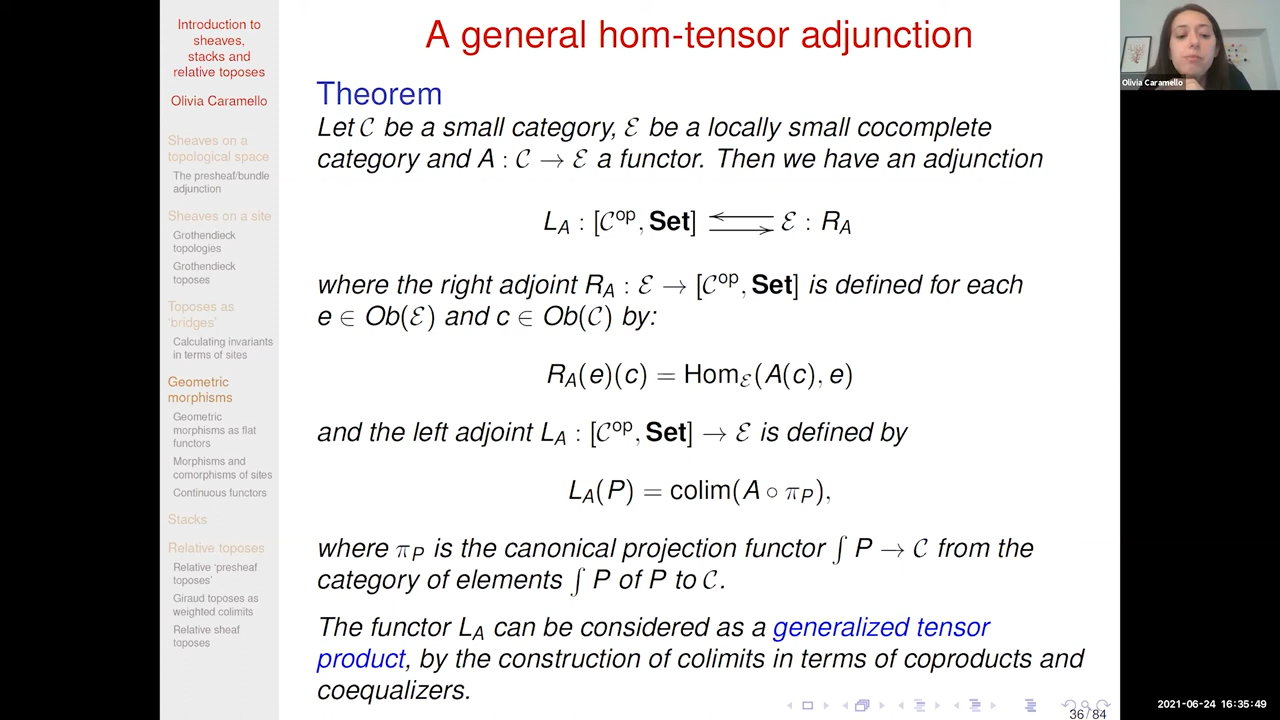 Introduction to
sheaves,
stacks and
relative toposes
Olivia Caramello
Sheaves on a
topological space
The presheaf/bundle
adjunction
Sheaves on a site
Grothendieck
topologies
Grothendieck
toposes
Toposes as
‘bridges’
Calculating invariants
in terms of sites
Geometric
morphisms
Geometric
morphisms as flat
functors
Morphisms and
comorphisms of sites
Continuous functors
Stacks
Relative toposes
Relative ‘presheaf
toposes’
Giraud toposes as
weighted colimits
Relative sheaf
toposes
A general hom-tensor adjunction
Theorem
Let 𝒞 be a small category, ℰ be a locally small cocomplete
category and A : 𝒞 → ℰ a functor. Then we have an adjunction
L_A : [𝒞^op, Set] ⇄ ℰ : R_A
where the right adjoint R_A : ℰ → [𝒞^op, Set] is defined for each
e ∈ Ob(ℰ) and c ∈ Ob(𝒞) by:
R_A(e)(c) = Hom_ℰ(A(c), e)
and the left adjoint L_A : [𝒞^op, Set] → ℰ is defined by
L_A(P) = colim(A ∘ π_P),
where π_P is the canonical projection functor ∫ P → 𝒞 from the
category of elements ∫ P of P to 𝒞.
The functor L_A can be considered as a generalized tensor
product, by the construction of colimits in terms of coproducts and
coequalizers.
36 / 84
Olivia Caramello
2021-06-24 16:35:49